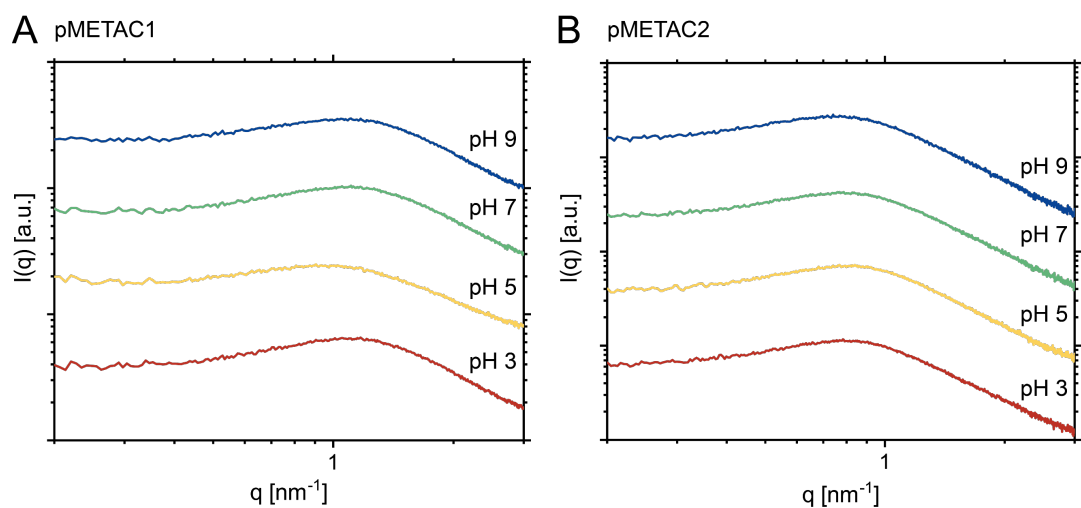 A pMETAC1
pH 9
pH 7
pH 5
pH 3
I(q) [a.u.]
1
q [nm⁻¹]
B pMETAC2
pH 9
pH 7
pH 5
pH 3
I(q) [a.u.]
1
q [nm⁻¹]